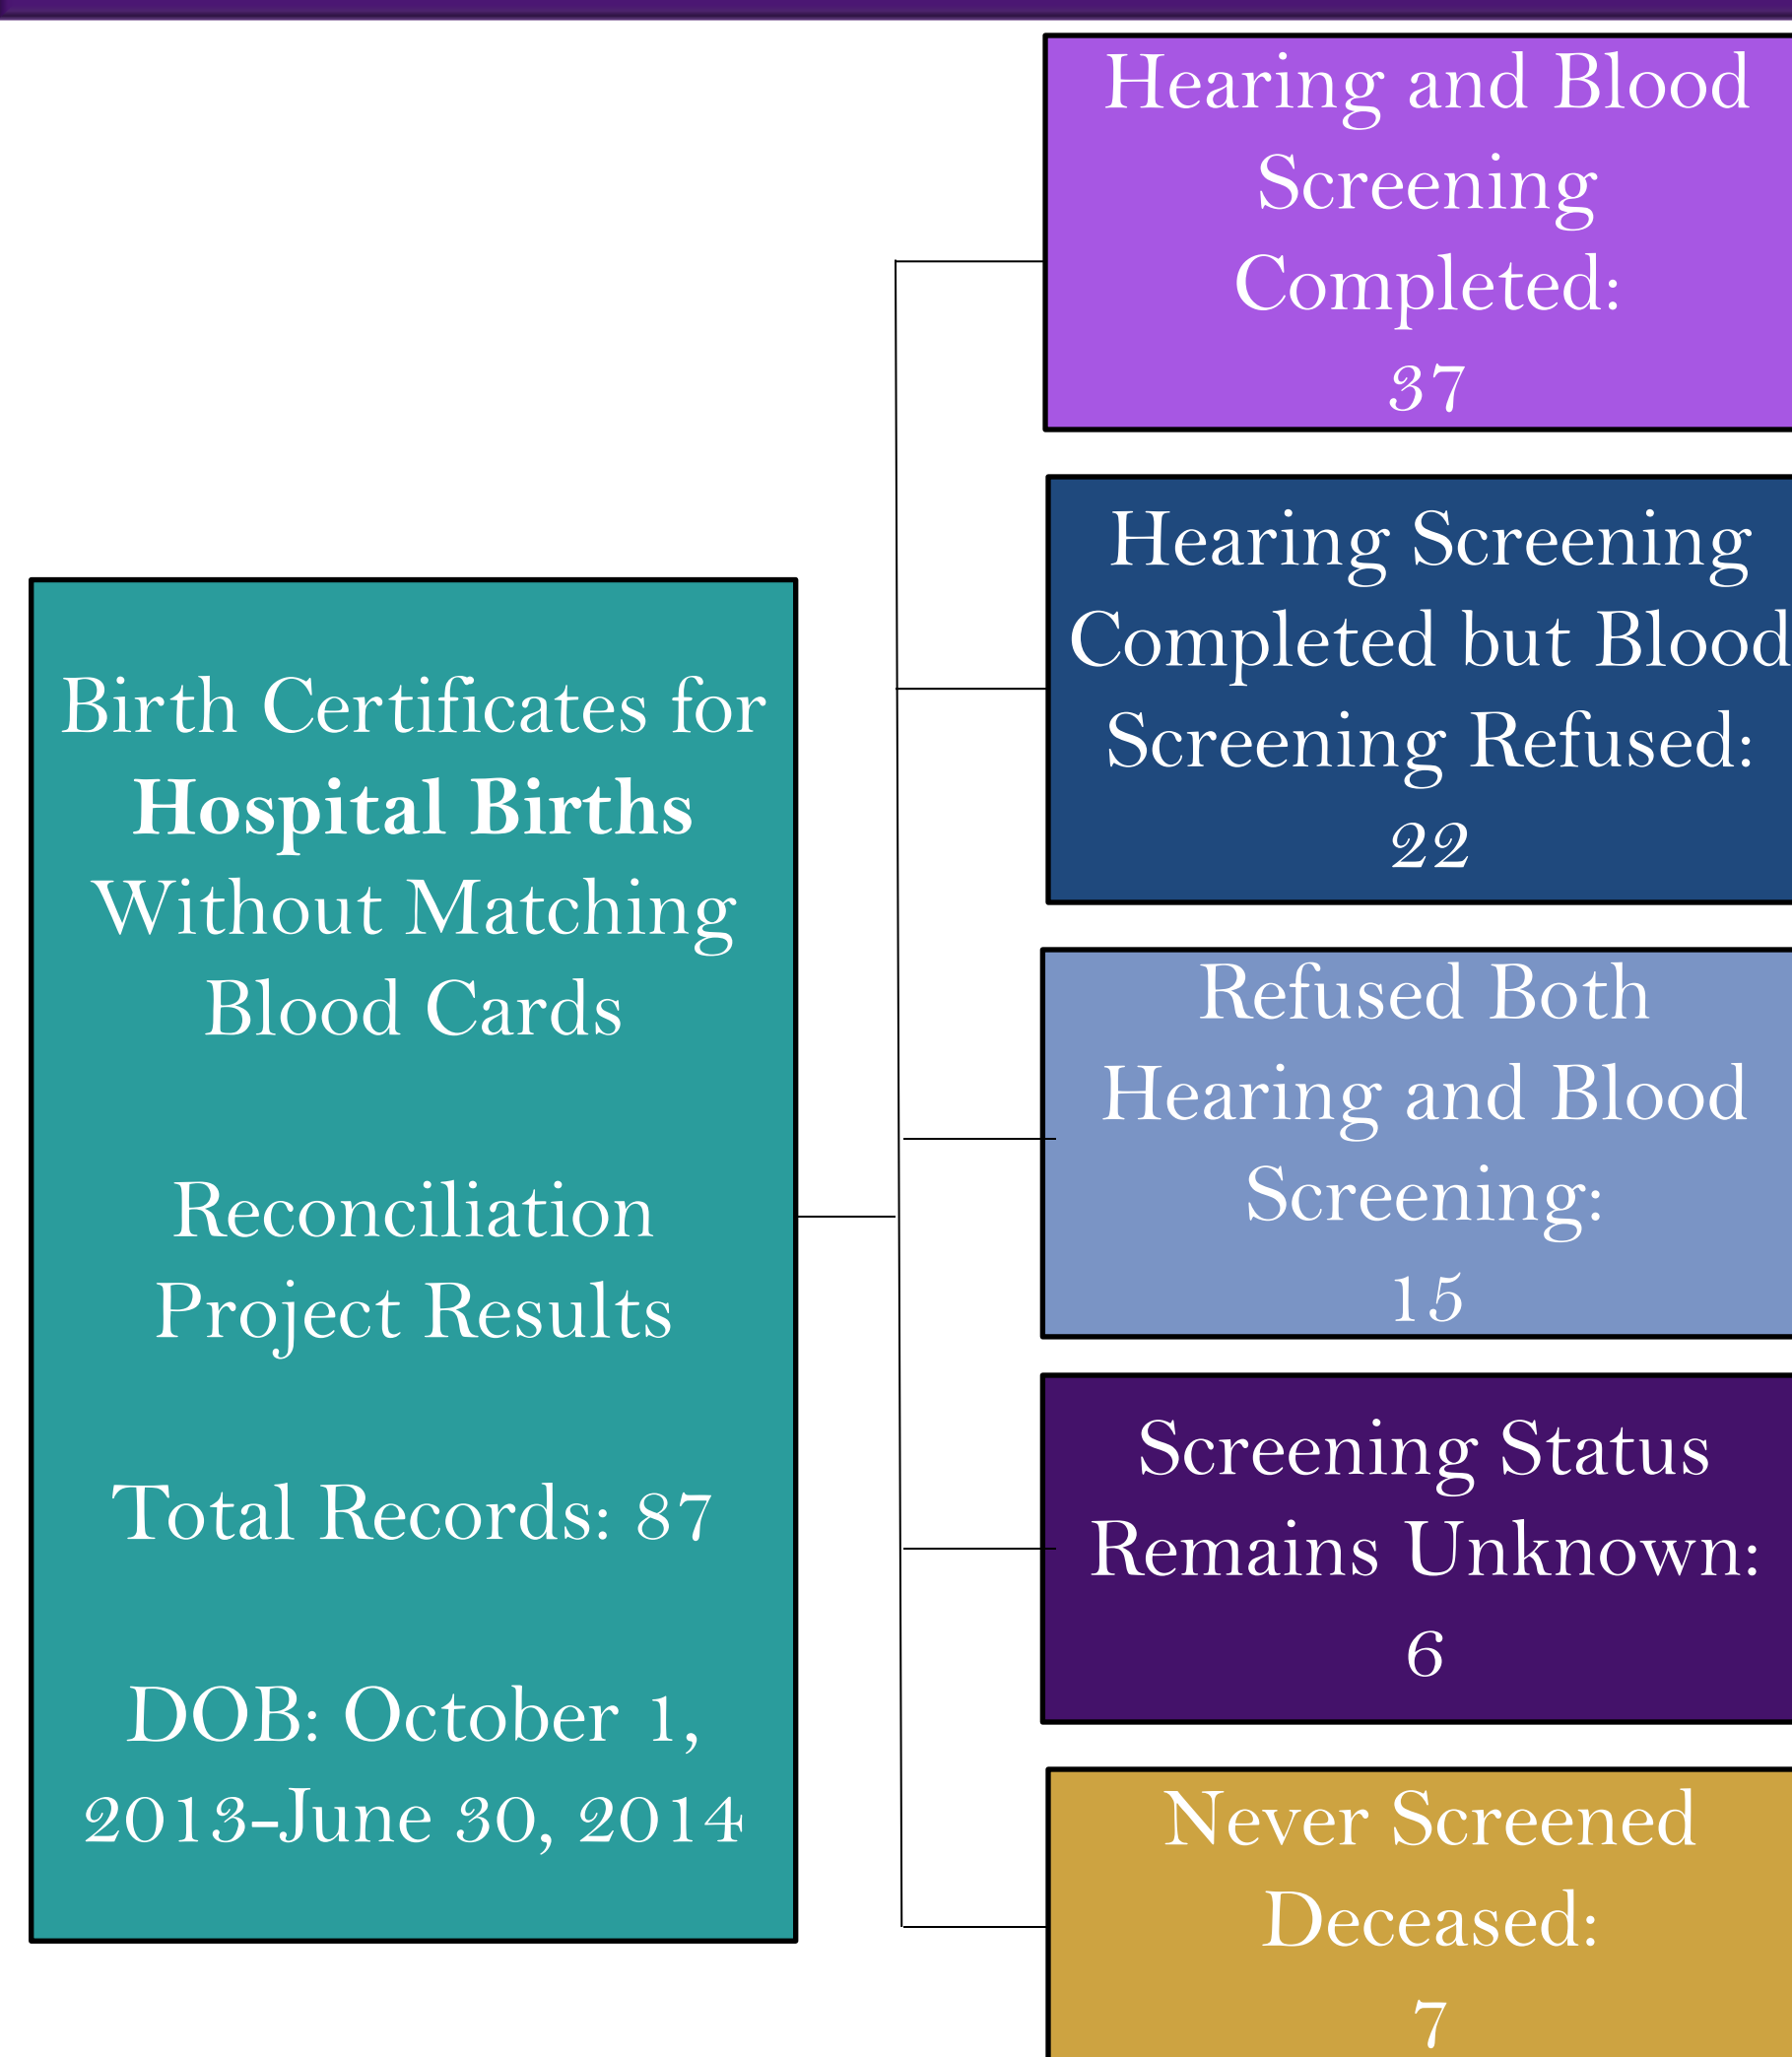 Birth Certificates for
Hospital Births
Without Matching
Blood Cards
Reconciliation
Project Results
Total Records: 87
DOB: October 1,
2013-June 30, 2014
Hearing and Blood
Screening
Completed:
37
Hearing Screening
Completed but Blood
Screening Refused:
22
Refused Both
Hearing and Blood
Screening:
15
Screening Status
Remains Unknown:
6
Never Screened
Deceased:
7